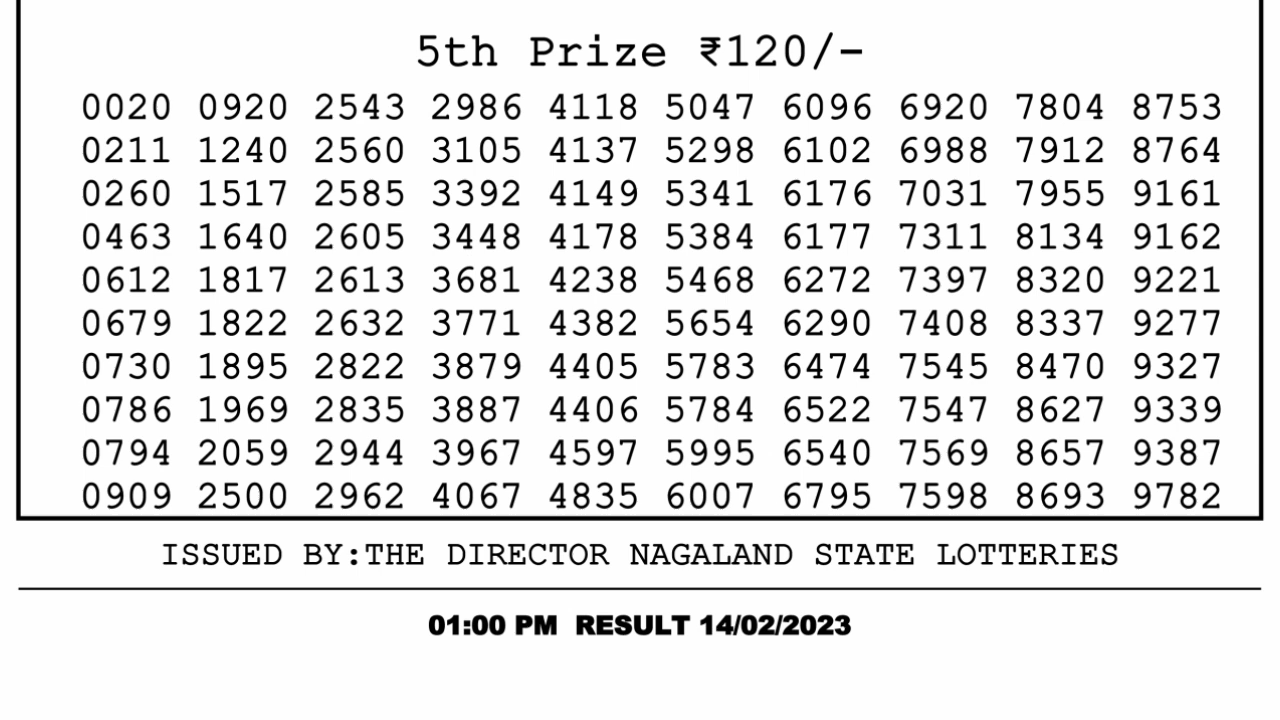 5th Prize ₹120/-
0020 0920 2543 2986 4118 5047 6096 6920 7804 8753
0211 1240 2560 3105 4137 5298 6102 6988 7912 8764
0260 1517 2585 3392 4149 5341 6176 7031 7955 9161
0463 1640 2605 3448 4178 5384 6177 7311 8134 9162
0612 1817 2613 3681 4238 5468 6272 7397 8320 9221
0679 1822 2632 3771 4382 5654 6290 7408 8337 9277
0730 1895 2822 3879 4405 5783 6474 7545 8470 9327
0786 1969 2835 3887 4406 5784 6522 7547 8627 9339
0794 2059 2944 3967 4597 5995 6540 7569 8657 9387
0909 2500 2962 4067 4835 6007 6795 7598 8693 9782
ISSUED BY:THE DIRECTOR NAGALAND STATE LOTTERIES
01:00 PM RESULT 14/02/2023